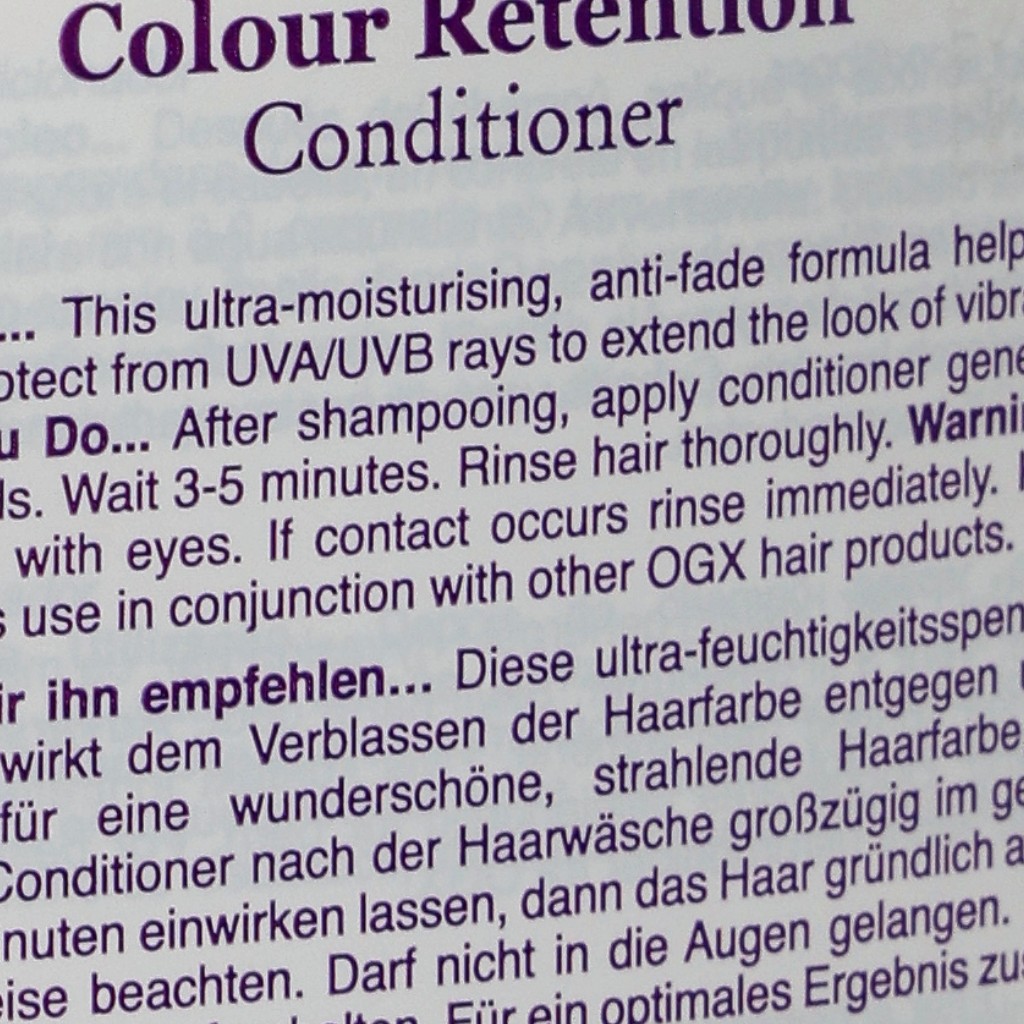 Colour Retention
Conditioner
... This ultra-moisturising, anti-fade formula help
otect from UVA/UVB rays to extend the look of vibr
u Do... After shampooing, apply conditioner gene
ds. Wait 3-5 minutes. Rinse hair thoroughly. Warni
with eyes. If contact occurs rinse immediately.
s use in conjunction with other OGX hair products.
ir ihn empfehlen... Diese ultra-feuchtigkeitsspen
wirkt dem Verblassen der Haarfarbe entgegen
für eine wunderschöne, strahlende Haarfarbe
Conditioner nach der Haarwäsche großzügig im ge
nuten einwirken lassen, dann das Haar gründlich a
eise beachten. Darf nicht in die Augen gelangen.
Für ein optimales Ergebnis zu